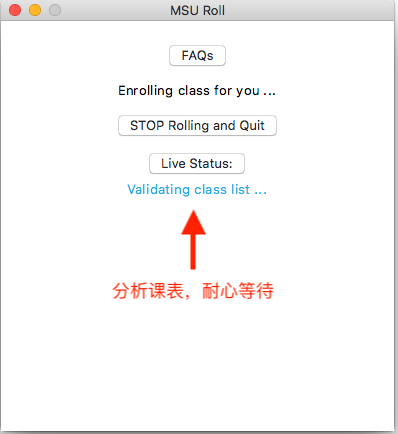 MSU Roll
FAQs
Enrolling class for you ...
STOP Rolling and Quit
Live Status:
Validating class list ...
分析课表，耐心等待